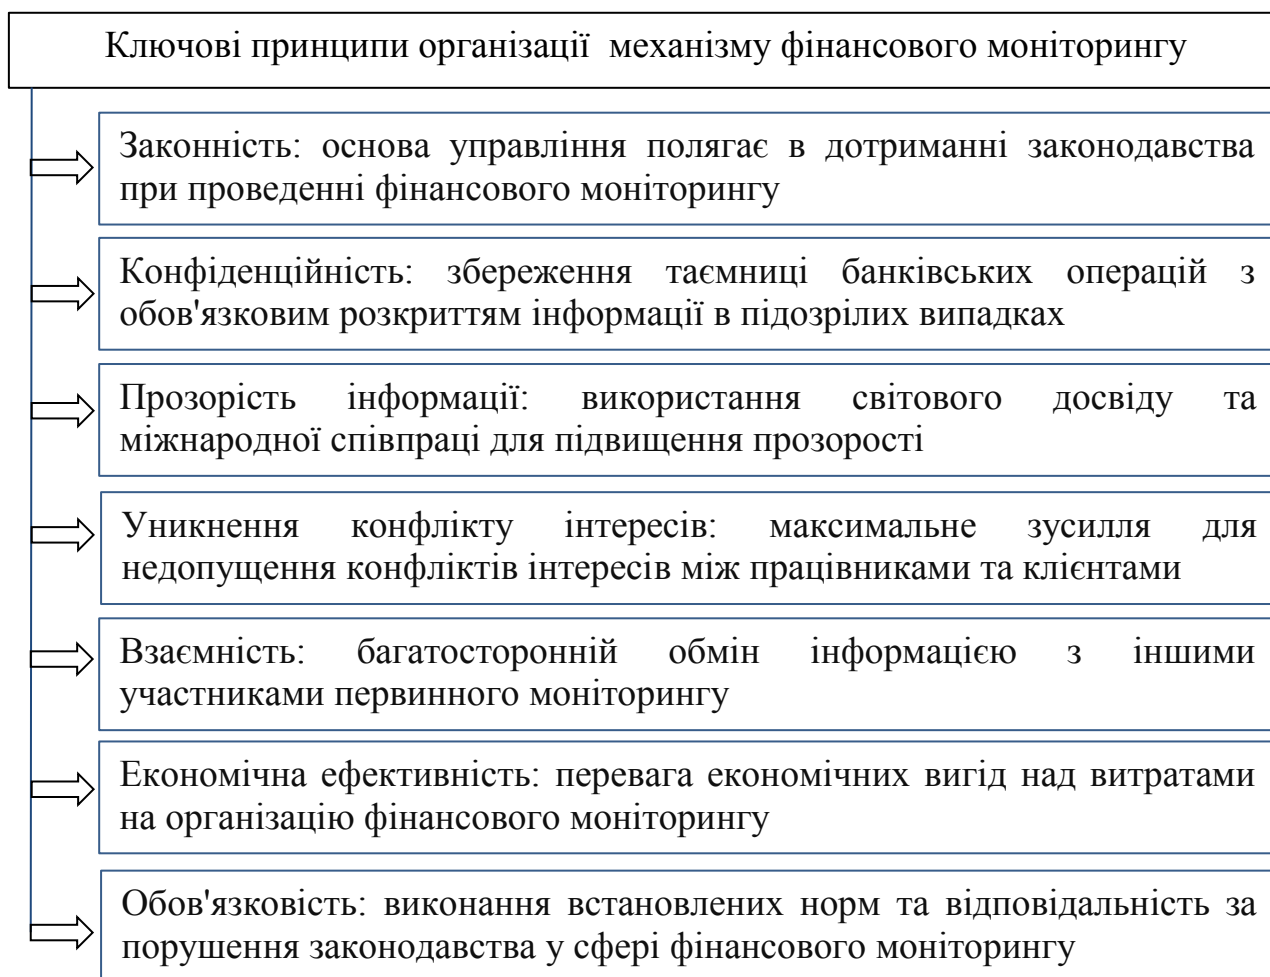 Ключові принципи організації механізму фінансового моніторингу
Законність: основа управління полягає в дотриманні законодавства
при проведенні фінансового моніторингу
Конфіденційність: збереження таємниці банківських операцій з
обов'язковим розкриттям інформації в підозрілих випадках
Прозорість інформації: використання світового досвіду та
міжнародної співпраці для підвищення прозорості
Уникнення конфлікту інтересів: максимальне зусилля для
недопущення конфліктів інтересів між працівниками та клієнтами
Взаємність: багатосторонній обмін інформацією з іншими
участниками первинного моніторингу
Економічна ефективність: перевага економічних вигід над витратами
на організацію фінансового моніторингу
Обов'язковість: виконання встановлених норм та відповідальність за
порушення законодавства у сфері фінансового моніторингу